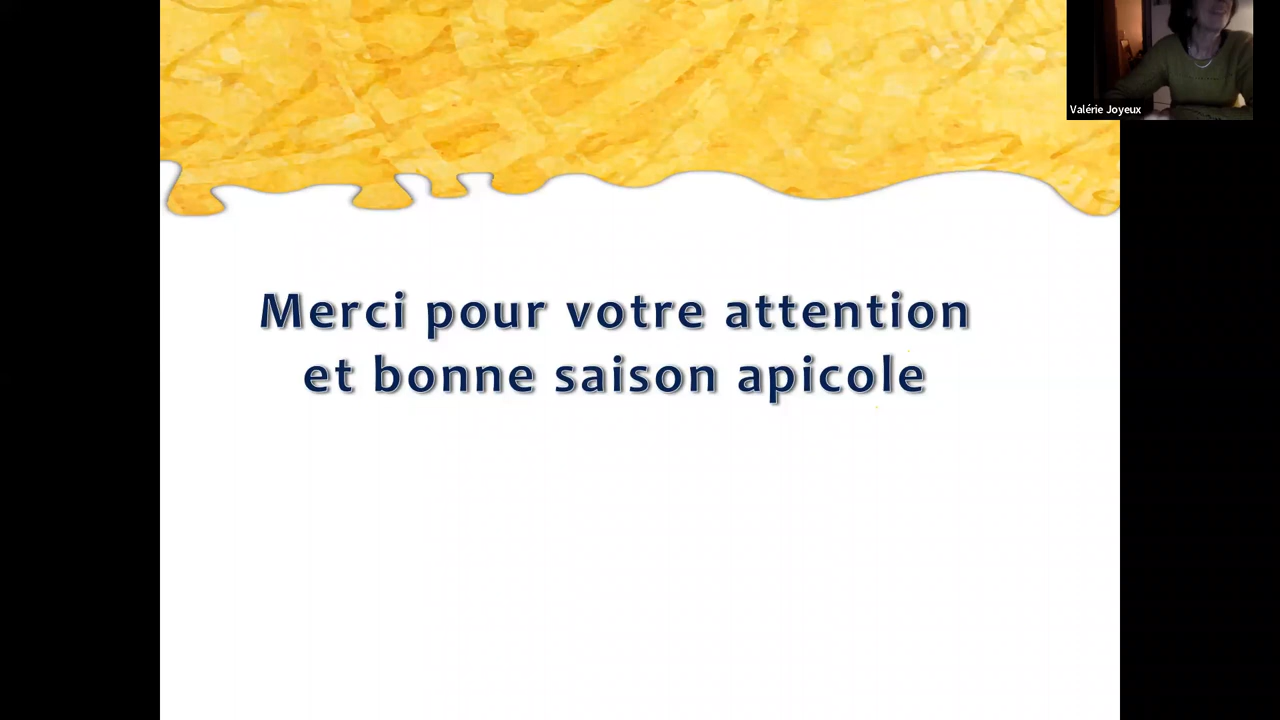 Valérie Joyeux
Merci pour votre attention
et bonne saison apicole